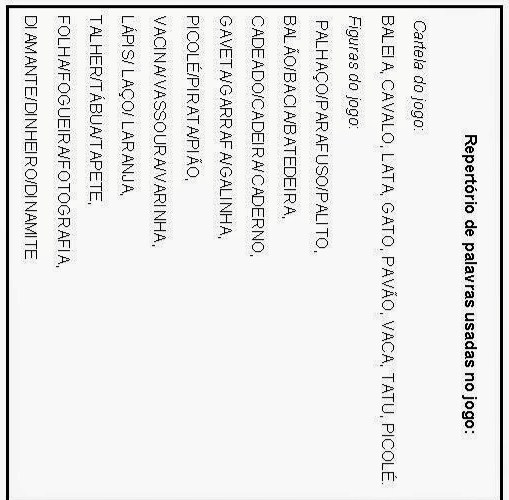 Repertório de palavras usadas no jogo:
Cartela do jogo:
BALEIA, CAVALO, LATA, GATO, PAVÃO, VACA, TATU, PICOLÉ.
Figuras do jogo:
PALHAÇO/PARAFUSO/PALITO,
BALÃO/BACIA/BATEDEIRA,
CADEADO/CADEIRA/CADERNO,
GAVETA/GARRAFA/GALINHA,
PICOLÉ/PIRATA/PIÃO,
VACINA/VASSOURA/VARINHA,
LÁPIS/ LAÇO/ LARANJA,
TALHER/TÁBUA/TAPETE,
FOLHA/FOGUEIRA/FOTOGRAFIA,
DIAMANTE/DINHEIRO/DINAMITE